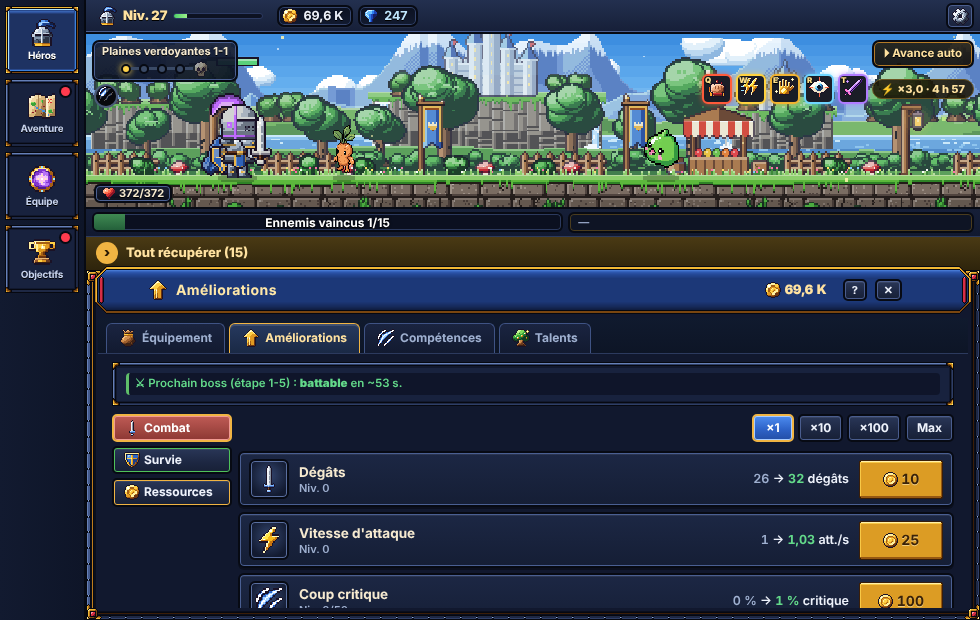 Niv. 27
69,6 K
247
Héros
Aventure
Équipe
Objectifs
Plaines verdoyantes 1-1
Avance auto
Q
W
E
R
T
×3,0 · 4 h 57
372/372
Ennemis vaincus 1/15
—
Tout récupérer (15)
Améliorations
69,6 K
?
×
Équipement
Améliorations
Compétences
Talents
Prochain boss (étape 1-5) : battable en ~53 s.
Combat
Survie
Ressources
×1
×10
×100
Max
Dégâts
Niv. 0
26 → 32 dégâts
10
Vitesse d'attaque
Niv. 0
1 → 1,03 att./s
25
Coup critique
0 % → 1 % critique
100